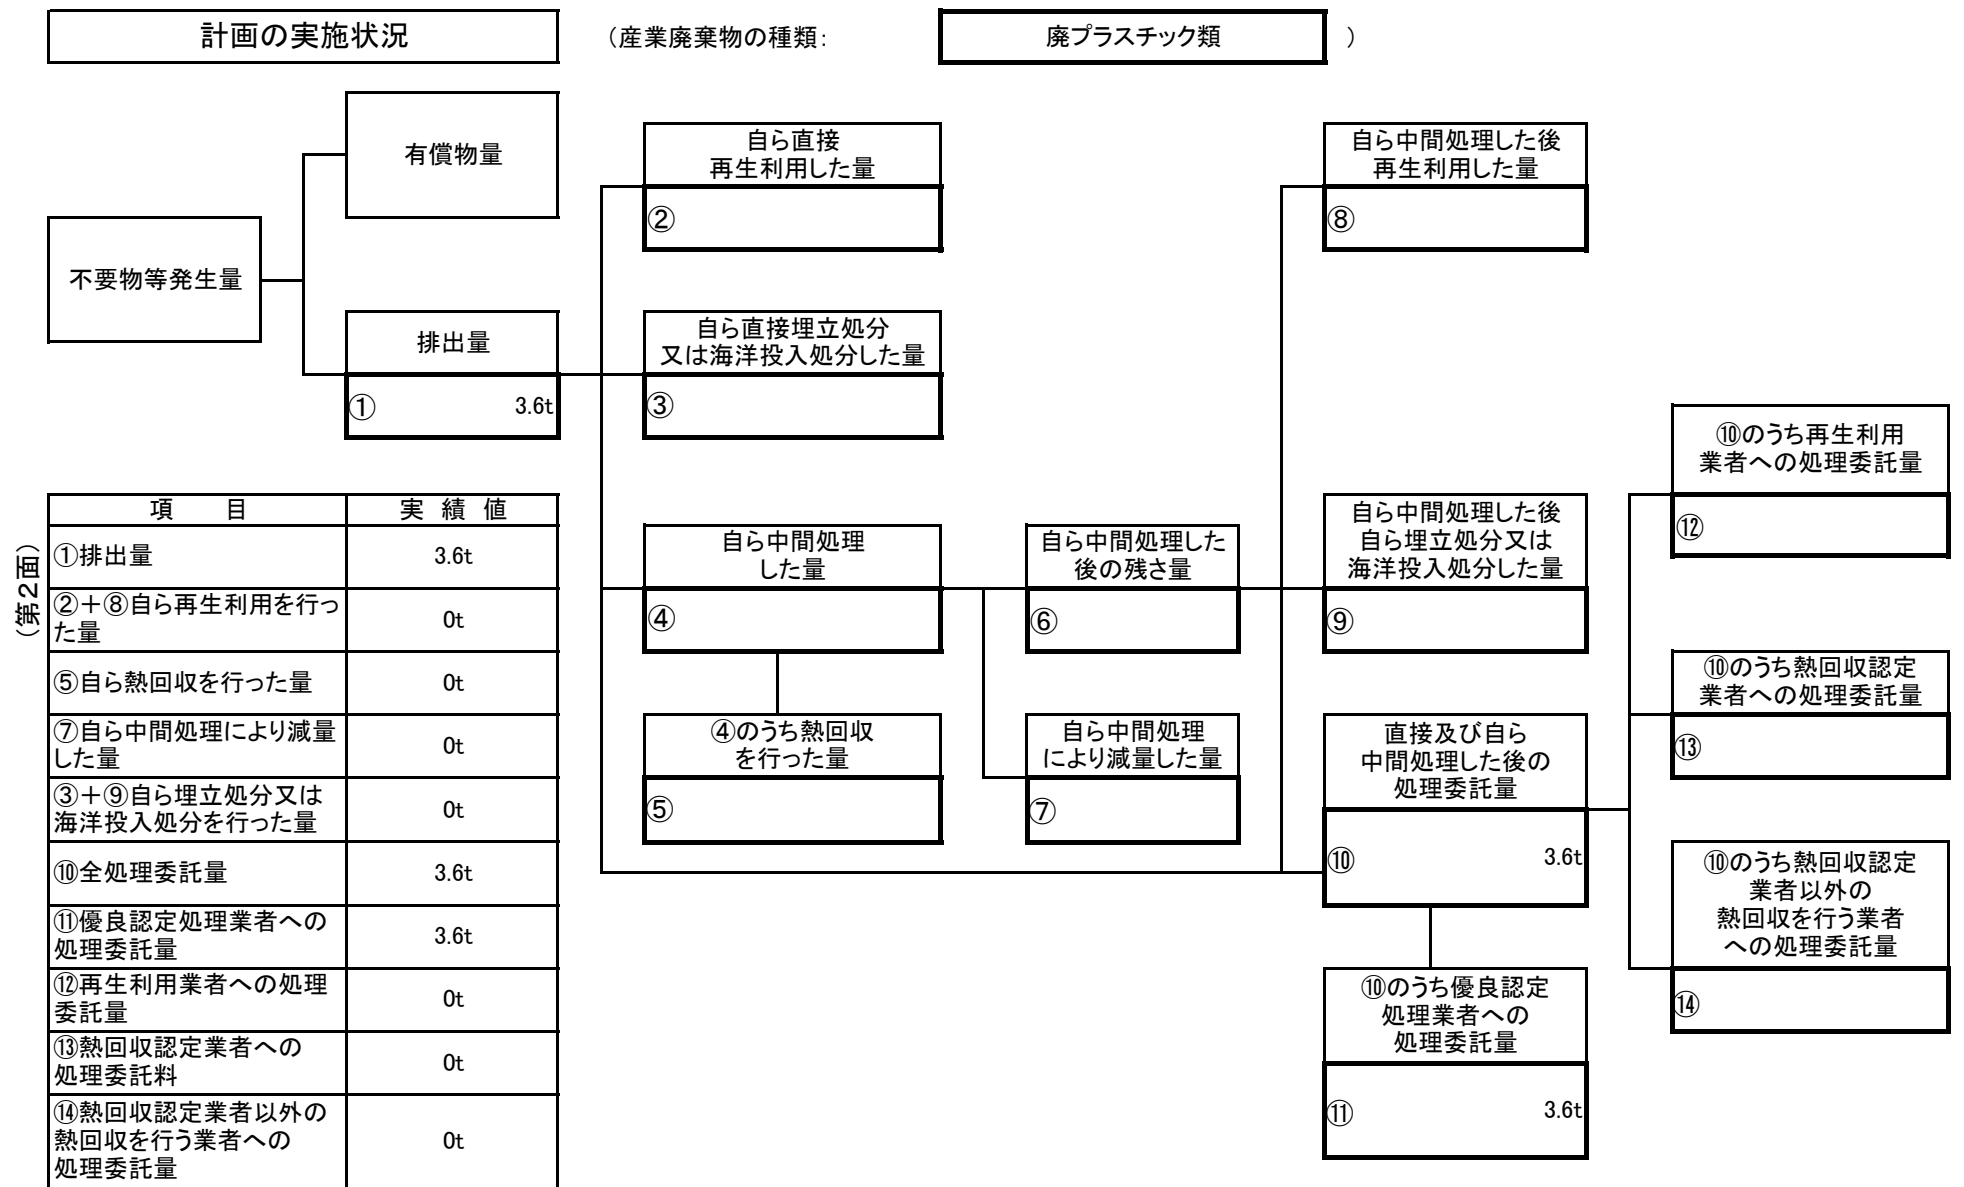 計画の実施状況
（産業廃棄物の種類：
廃プラスチック類
）
有償物量
不要物等発生量
排出量
①
3.6t
自ら直接
再生利用した量
②
自ら直接埋立処分
又は海洋投入処分した量
③
自ら中間処理した後
再生利用した量
⑧
（第２面）
項　目
実 績 値
①排出量
3.6t
②＋⑧自ら再生利用を行っ
た量
0t
⑤自ら熱回収を行った量
0t
⑦自ら中間処理により減量
した量
0t
③＋⑨自ら埋立処分又は
海洋投入処分を行った量
0t
⑩全処理委託量
3.6t
⑪優良認定処理業者への
処理委託量
3.6t
⑫再生利用業者への処理
委託量
0t
⑬熱回収認定業者への
処理委託料
0t
⑭熱回収認定業者以外の
熱回収を行う業者への
処理委託量
0t
自ら中間処理
した量
④
④のうち熱回収
を行った量
⑤
自ら中間処理した
後の残さ量
⑥
自ら中間処理
により減量した量
⑦
自ら中間処理した後
自ら埋立処分又は
海洋投入処分した量
⑨
直接及び自ら
中間処理した後の
処理委託量
⑩
3.6t
⑩のうち優良認定
処理業者への
処理委託量
⑪
3.6t
⑩のうち再生利用
業者への処理委託量
⑫
⑩のうち熱回収認定
業者への処理委託量
⑬
⑩のうち熱回収認定
業者以外の
熱回収を行う業者
への処理委託量
⑭